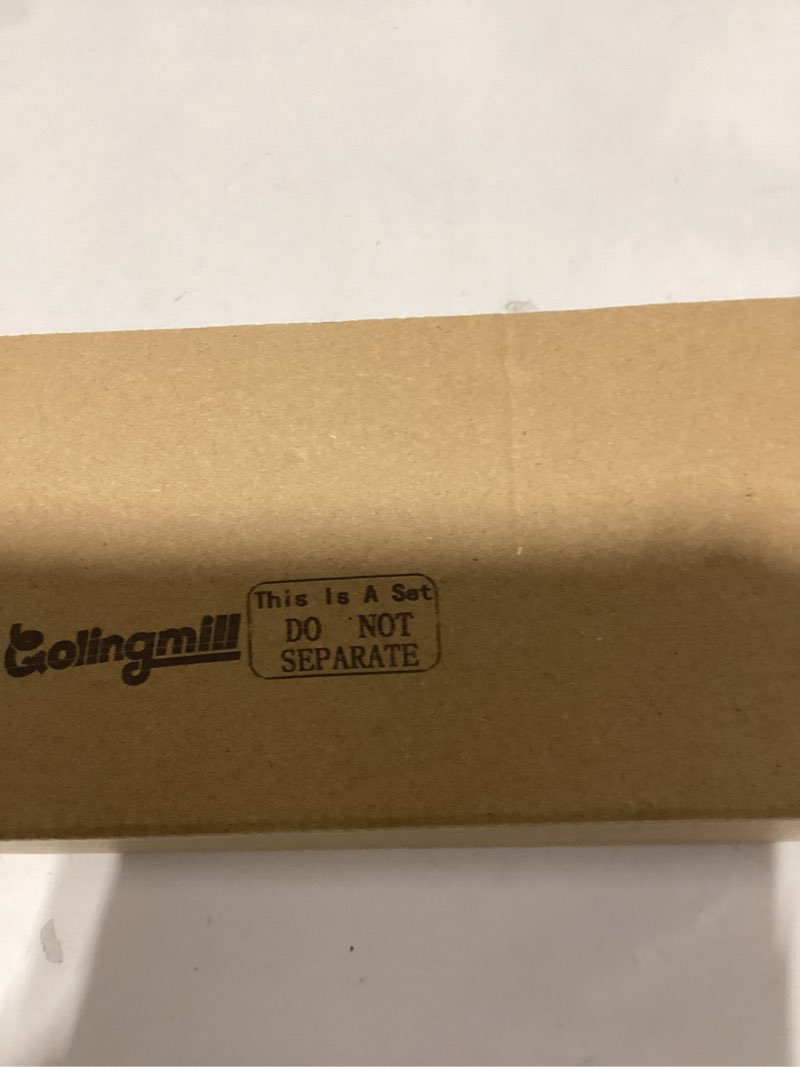 Golingmill
This Is A Set
DO NOT
SEPARATE